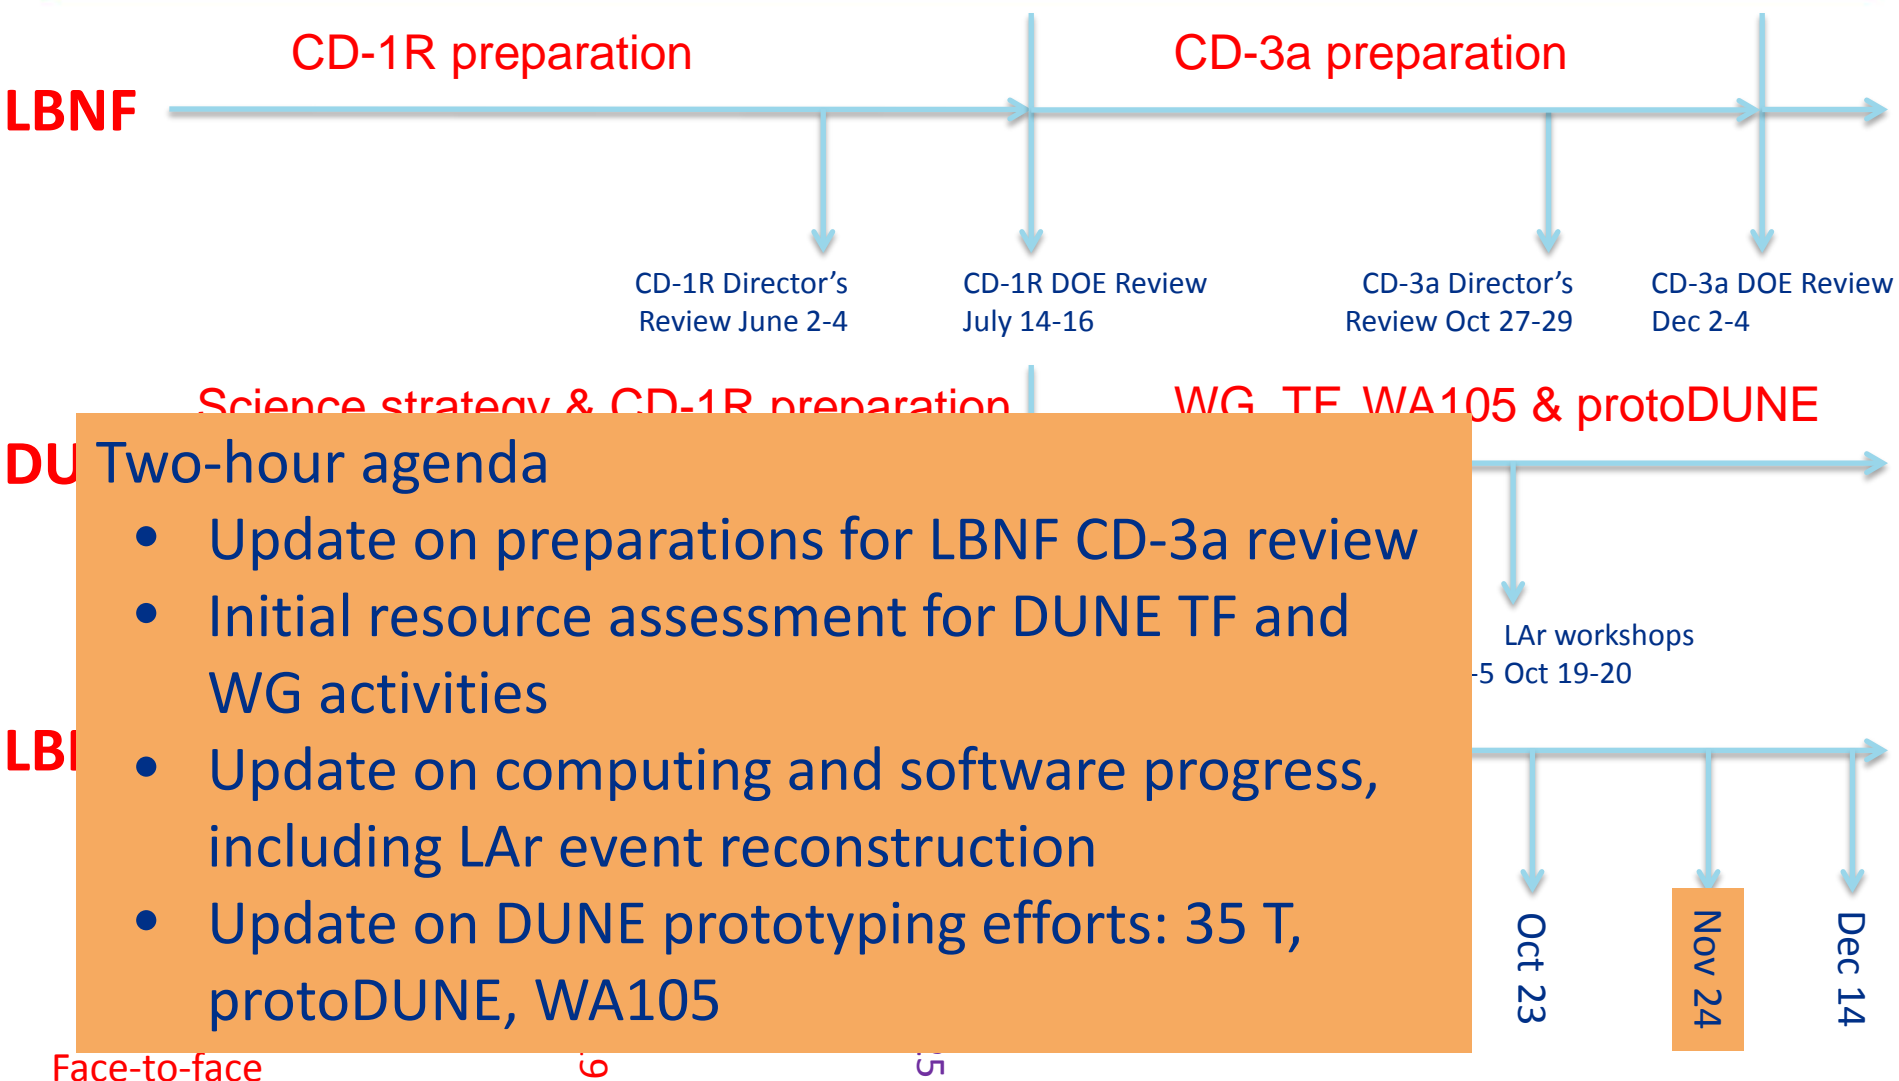 CD-1R preparation
CD-3a preparation
LBNF
CD-1R Director’s
Review June 2-4
CD-1R DOE Review
July 14-16
CD-3a Director’s
Review Oct 27-29
CD-3a DOE Review
Dec 2-4
Science strategy & CD-1R preparation
WG, TF, WA105 & protoDUNE
DU
Two-hour agenda
• Update on preparations for LBNF CD-3a review
• Initial resource assessment for DUNE TF and
WG activities
• Update on computing and software progress,
including LAr event reconstruction
• Update on DUNE prototyping efforts: 35 T,
protoDUNE, WA105
LAr workshops
-5 Oct 19-20
LB
Oct 23
Nov 24
Dec 14
Face-to-face
9
5